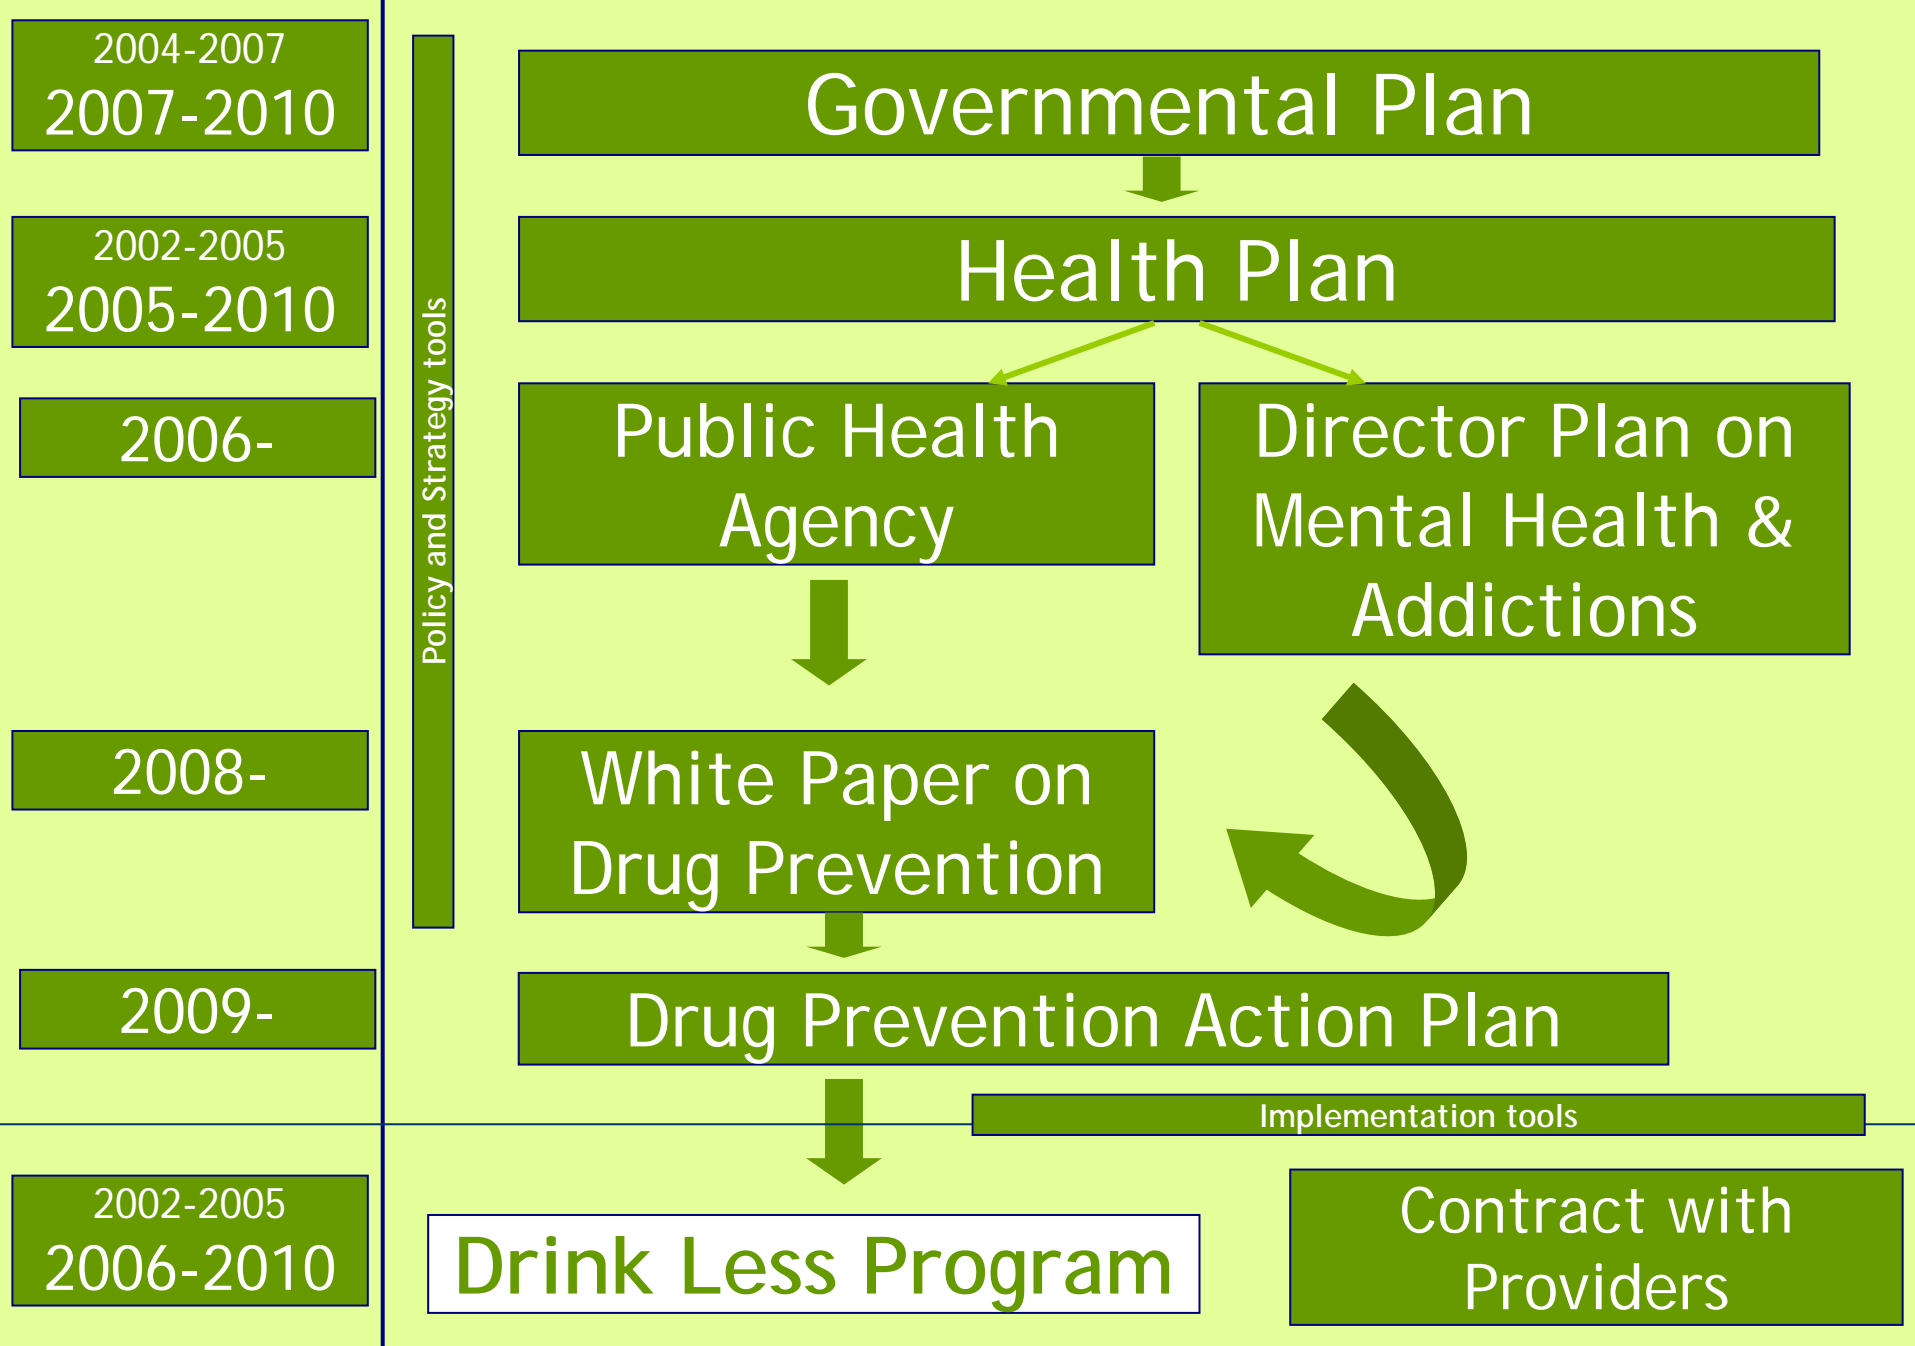 2004-2007
2007-2010
Governmental Plan
2002-2005
2005-2010
Health Plan
Policy and Strategy tools
2006-
Public Health
Agency
Director Plan on
Mental Health &
Addictions
2008-
White Paper on
Drug Prevention
2009-
Drug Prevention Action Plan
Implementation tools
2002-2005
2006-2010
Drink Less Program
Contract with
Providers